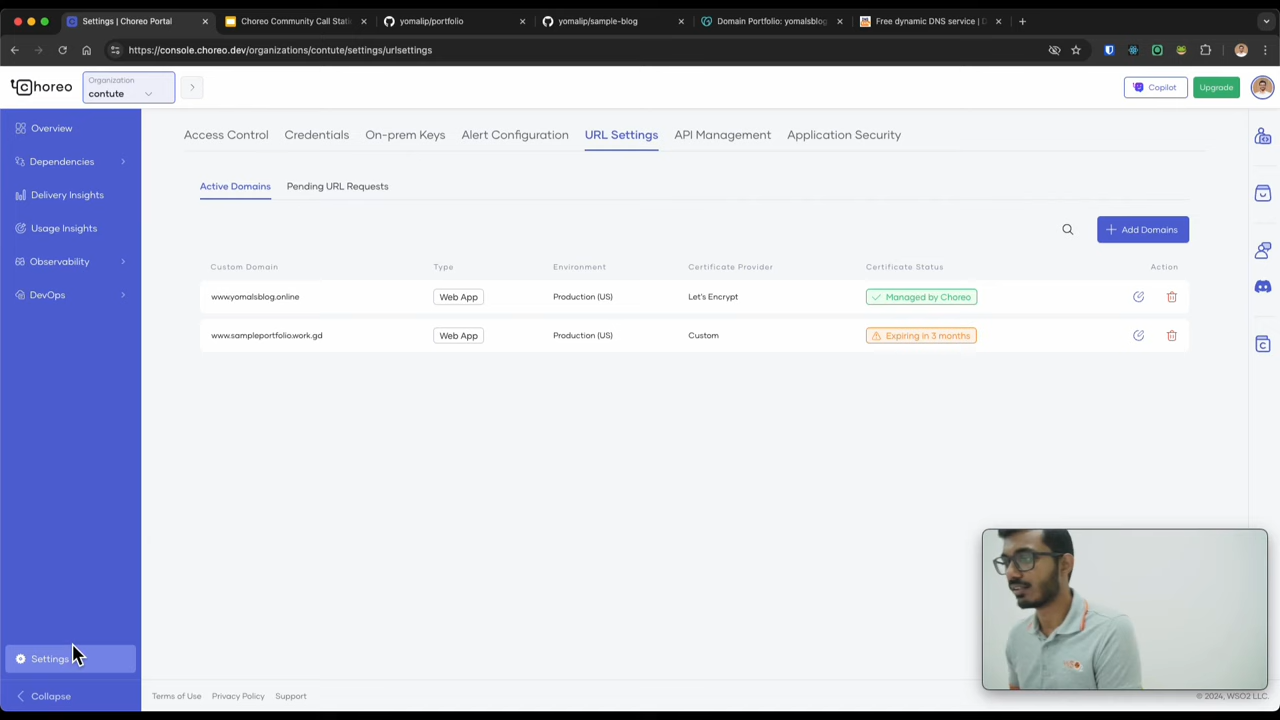 Settings | Choreo Portal
Choreo Community Call Stati
yomalip/portfolio
yomalip/sample-blog
Domain Portfolio: yomalsblog
Free dynamic DNS service | D
https://console.choreo.dev/organizations/contute/settings/urlsettings
Choreo
Organization
contute
Copilot
Upgrade
Overview
Dependencies
Delivery Insights
Usage Insights
Observability
DevOps
Settings
Collapse
Access Control
Credentials
On-prem Keys
Alert Configuration
URL Settings
API Management
Application Security
Active Domains
Pending URL Requests
Add Domains
Custom Domain
Type
Environment
Certificate Provider
Certificate Status
Action
www.yomalsblog.online
Web App
Production (US)
Let's Encrypt
Managed by Choreo
www.sampleportfolio.work.gd
Web App
Production (US)
Custom
Expiring in 3 months
Terms of Use
Privacy Policy
Support
© 2024, WSO2 LLC.